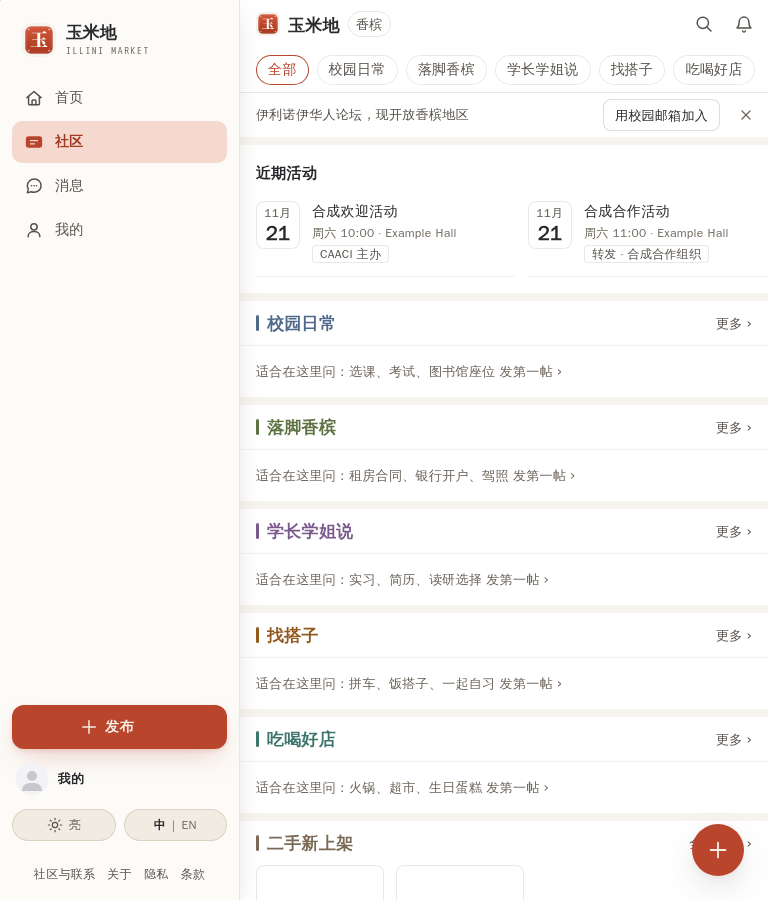 玉米地
ILLINI MARKET
首页
社区
消息
我的
发布
我的
亮
中 | EN
社区与联系 关于 隐私 条款
玉米地 香槟
全部 校园日常 落脚香槟 学长学姐说 找搭子 吃喝好店
伊利诺伊华人论坛，现开放香槟地区
用校园邮箱加入
近期活动
11月
21
合成欢迎活动
周六 10:00 · Example Hall
CAACI 主办
11月
21
合成合作活动
周六 11:00 · Example Hall
转发 · 合成合作组织
校园日常 更多 ›
适合在这里问：选课、考试、图书馆座位 发第一帖 ›
落脚香槟 更多 ›
适合在这里问：租房合同、银行开户、驾照 发第一帖 ›
学长学姐说 更多 ›
适合在这里问：实习、简历、读研选择 发第一帖 ›
找搭子 更多 ›
适合在这里问：拼车、饭搭子、一起自习 发第一帖 ›
吃喝好店 更多 ›
适合在这里问：火锅、超市、生日蛋糕 发第一帖 ›
二手新上架